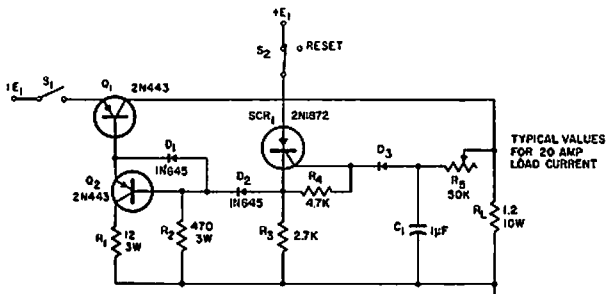 +E1
S2
RESET
+E1
S1
Q1
2N443
SCR1
2N1872
D1
1N645
D3
TYPICAL VALUES
FOR 20 AMP
LOAD CURRENT
Q2
2N443
D2
1N645
R4
4.7K
R5
50K
R1
12
3W
R2
470
3W
R3
2.7K
C1
1μF
RL
1.2
10W